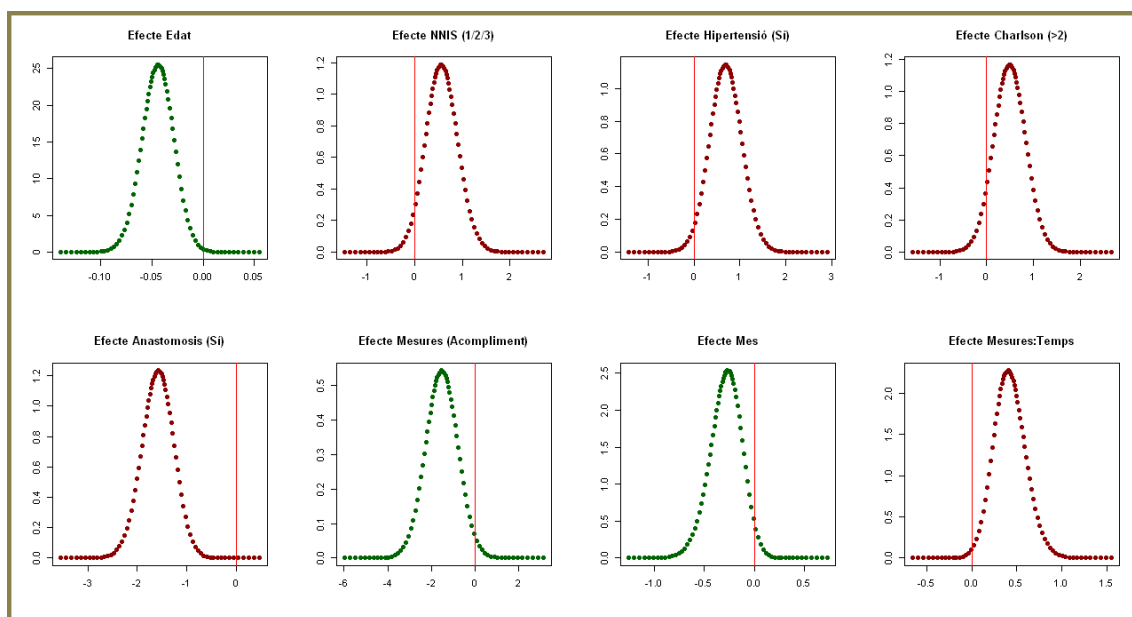 Efecte Edat
0 5 10 15 20 25
-0.10 -0.05 0.00 0.05
Efecte NNIS (1/2/3)
0.0 0.2 0.4 0.6 0.8 1.0 1.2
-1 0 1 2
Efecte Hipertensió (Sí)
0.0 0.2 0.4 0.6 0.8 1.0
-1 0 1 2 3
Efecte Charlson (>2)
0.0 0.2 0.4 0.6 0.8 1.0 1.2
-1 0 1 2
Efecte Anastomosis (Sí)
0.0 0.2 0.4 0.6 0.8 1.0 1.2
-3 -2 -1 0
Efecte Mesures (Acompliment)
0.0 0.1 0.2 0.3 0.4 0.5
-6 -4 -2 0 2
Efecte Mes
0.0 0.5 1.0 1.5 2.0 2.5
-1.0 -0.5 0.0 0.5
Efecte Mesures:Temps
0.0 0.5 1.0 1.5 2.0
-0.5 0.0 0.5 1.0 1.5